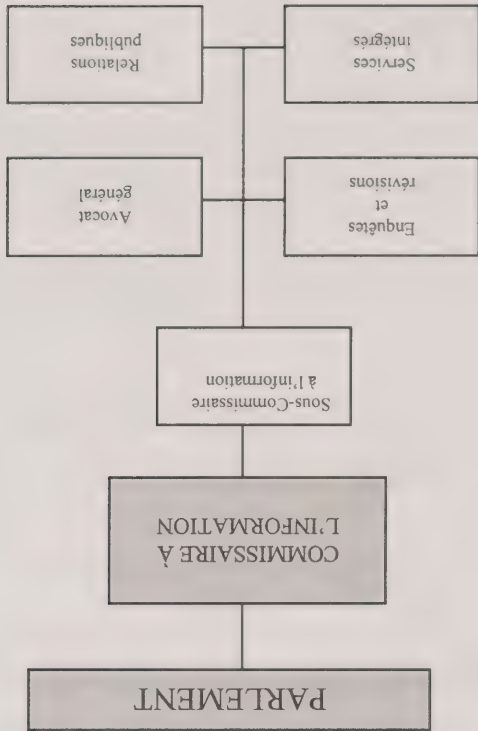 PARLEMENT
COMMISSAIRE À
L'INFORMATION
Sous-Commissaire
à l'information
Enquêtes
et
révisions
Avocat
général
Services
intégrés
Relations
publiques